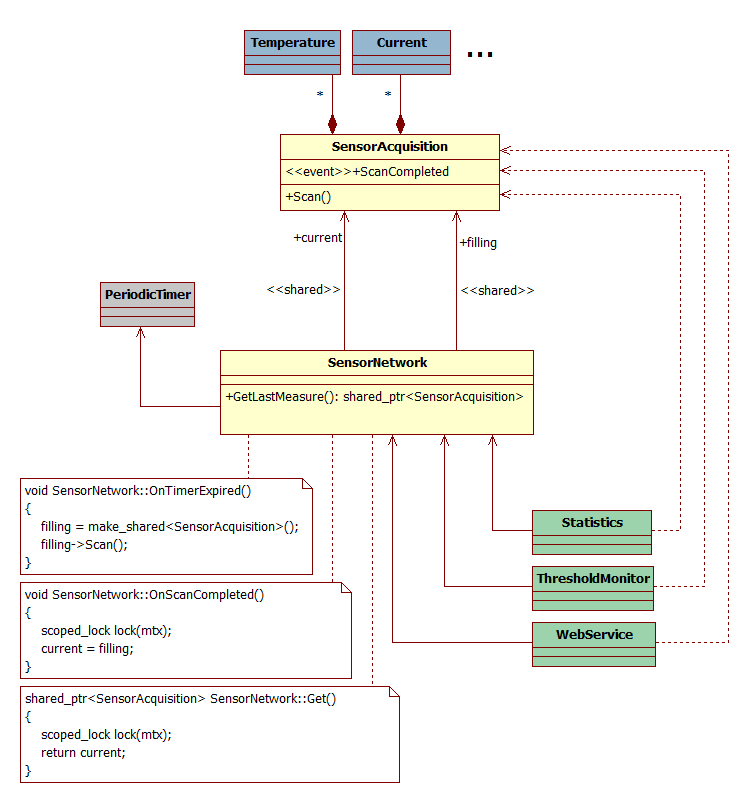 Temperature
Current
...
*
*
SensorAcquisition
<<event>>+ScanCompleted
+Scan()
+current
+filling
<<shared>>
<<shared>>
PeriodicTimer
SensorNetwork
+GetLastMeasure(): shared_ptr<SensorAcquisition>
void SensorNetwork::OnTimerExpired()
{
filling = make_shared<SensorAcquisition>();
filling->Scan();
}
void SensorNetwork::OnScanCompleted()
{
scoped_lock lock(mtx);
current = filling;
}
shared_ptr<SensorAcquisition> SensorNetwork::Get()
{
scoped_lock lock(mtx);
return current;
}
Statistics
ThresholdMonitor
WebService